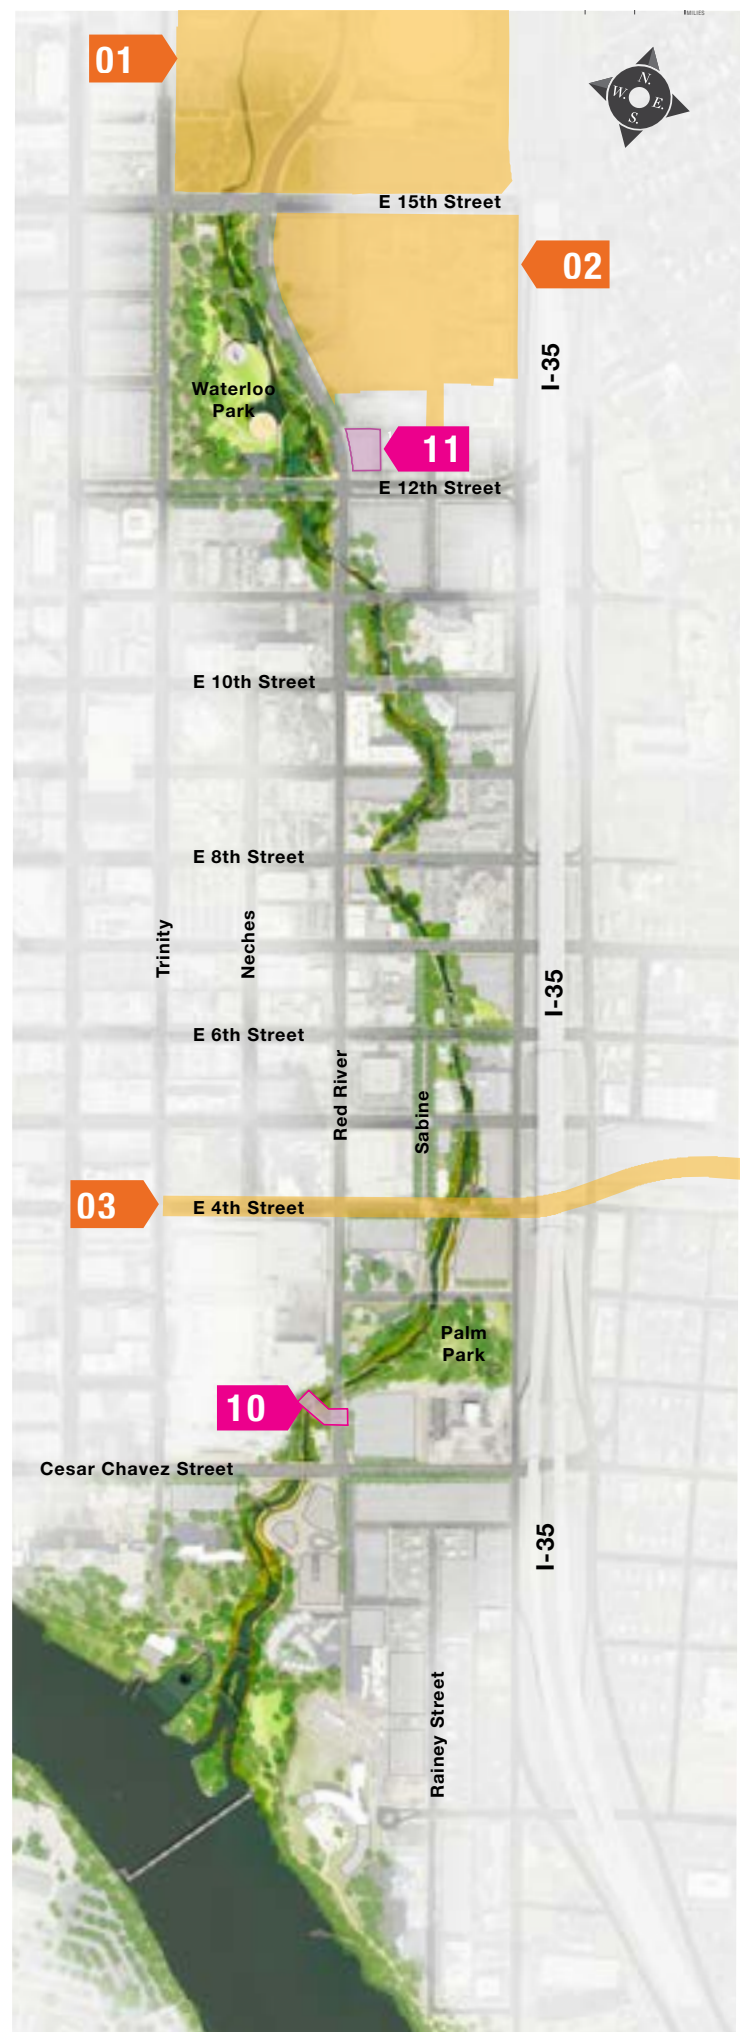 MILES
01
N.
W.
E.
S.
E 15th Street
02
I-35
Waterloo
Park
11
E 12th Street
E 10th Street
E 8th Street
Trinity
Neches
I-35
E 6th Street
Red River
Sabine
03
E 4th Street
Palm
Park
10
Cesar Chavez Street
I-35
Rainey Street